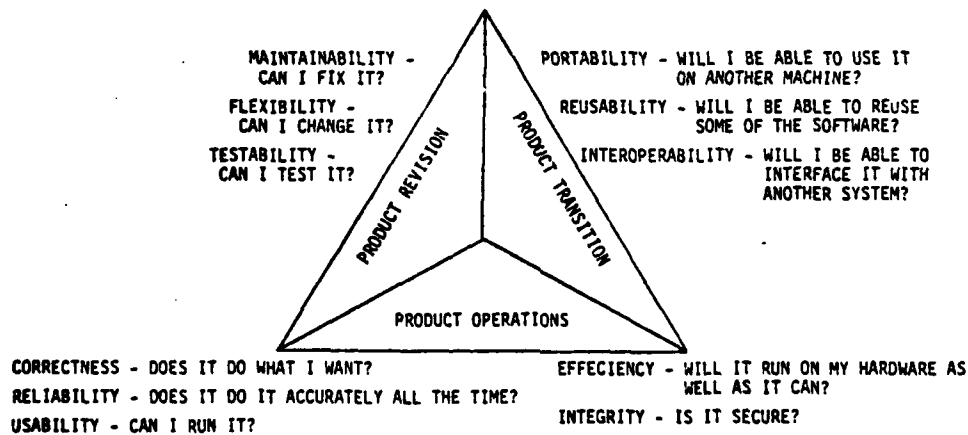 MAINTAINABILITY -
CAN I FIX IT?
FLEXIBILITY -
CAN I CHANGE IT?
TESTABILITY -
CAN I TEST IT?
PRODUCT REVISION
PRODUCT TRANSITION
PORTABILITY - WILL I BE ABLE TO USE IT
ON ANOTHER MACHINE?
REUSABILITY - WILL I BE ABLE TO REUSE
SOME OF THE SOFTWARE?
INTEROPERABILITY - WILL I BE ABLE TO
INTERFACE IT WITH
ANOTHER SYSTEM?
PRODUCT OPERATIONS
CORRECTNESS - DOES IT DO WHAT I WANT?
RELIABILITY - DOES IT DO IT ACCURATELY ALL THE TIME?
USABILITY - CAN I RUN IT?
EFFECIENCY - WILL IT RUN ON MY HARDWARE AS
WELL AS IT CAN?
INTEGRITY - IS IT SECURE?